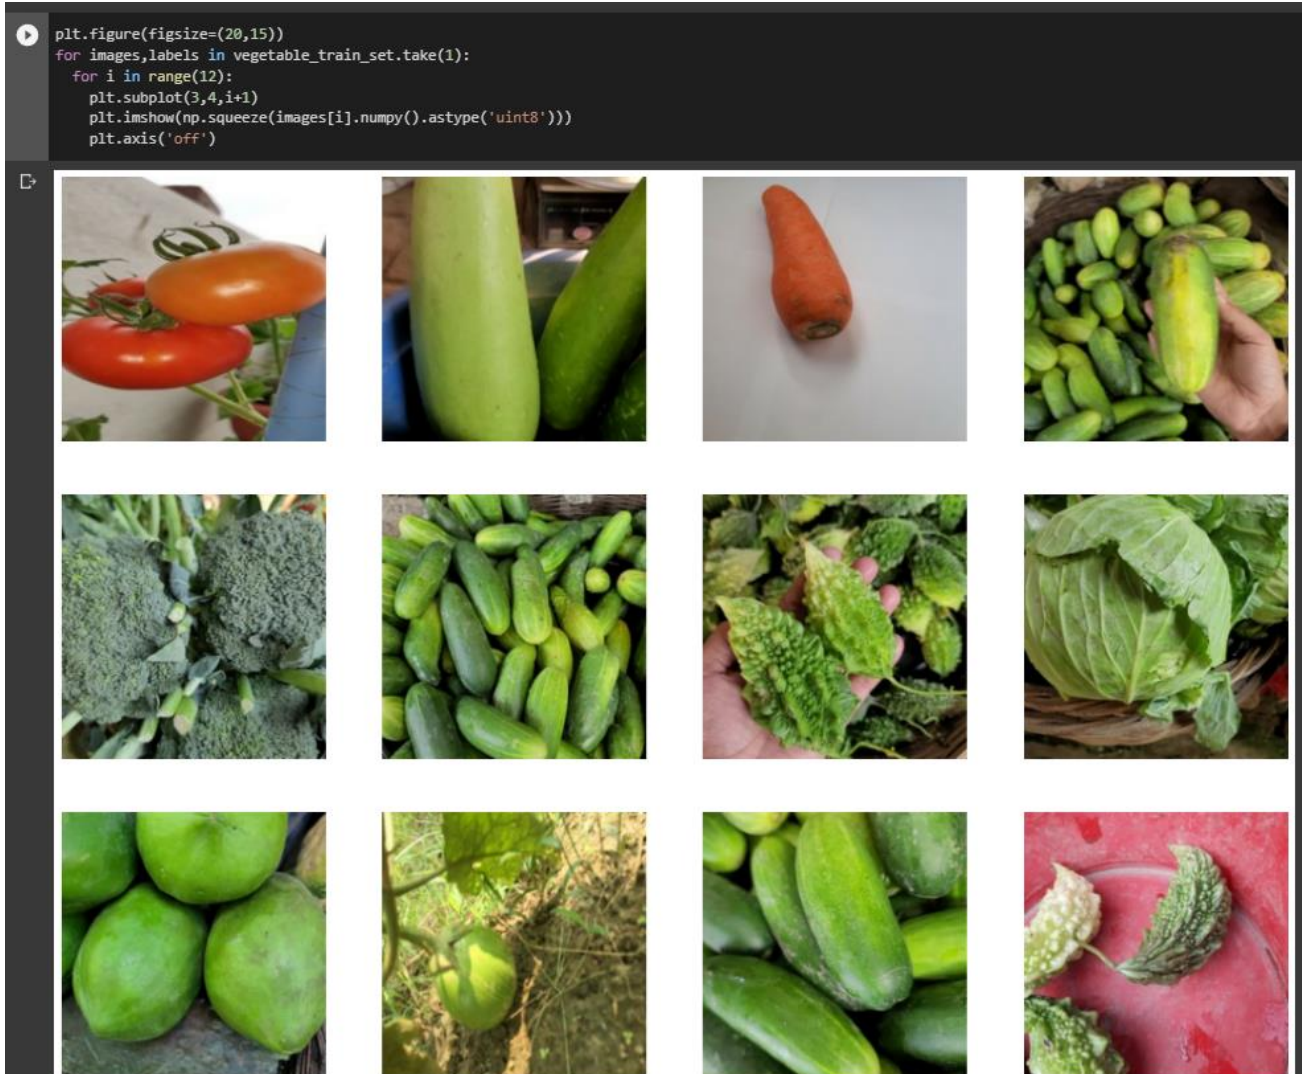 plt.figure(figsize=(20,15))
for images,labels in vegetable_train_set.take(1):
  for i in range(12):
    plt.subplot(3,4,i+1)
    plt.imshow(np.squeeze(images[i].numpy().astype('uint8')))
    plt.axis('off')